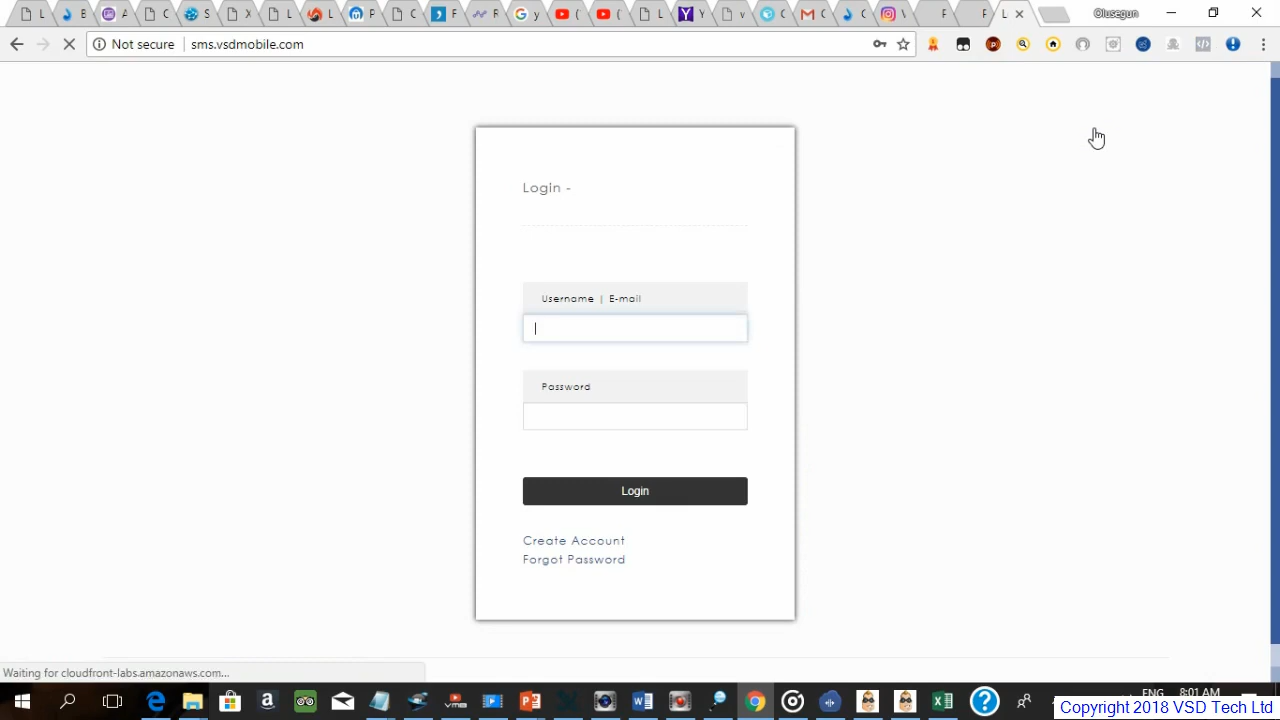 Olusegun
Not secure | sms.vsdmobile.com
Login -
Username | E-mail
Password
Login
Create Account
Forgot Password
Waiting for cloudfront-labs.amazonaws.com...
ENG 8:01 AM
Copyright 2018 VSD Tech Ltd